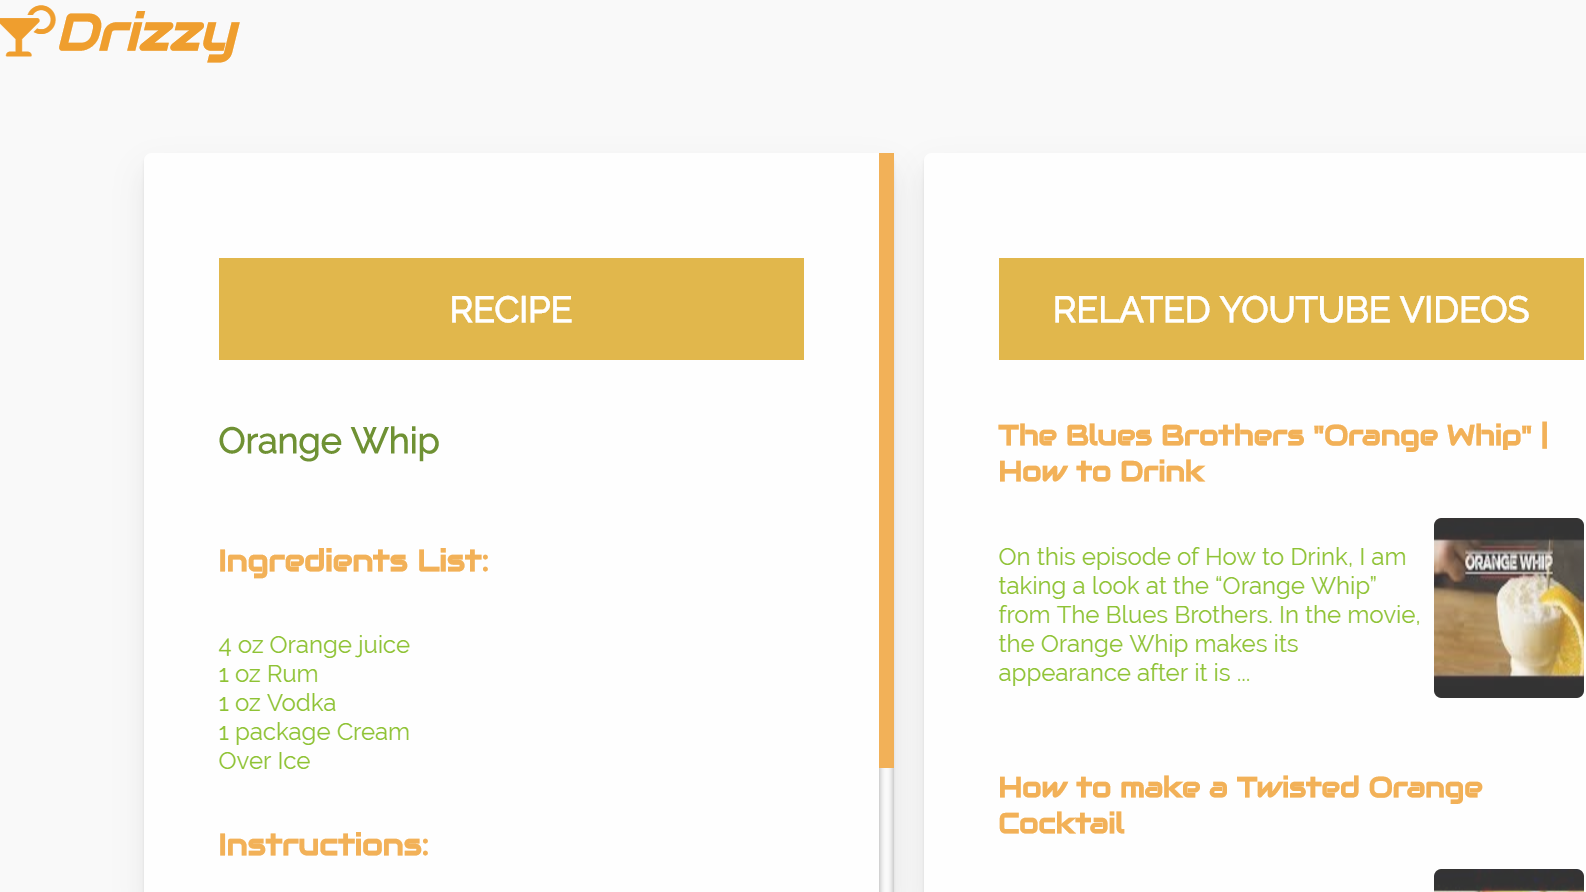 Drizzy
RECIPE
Orange Whip
Ingredients List:
4 oz Orange juice
1 oz Rum
1 oz Vodka
1 package Cream
Over Ice
Instructions:
RELATED YOUTUBE VIDEOS
The Blues Brothers "Orange Whip" |
How to Drink
On this episode of How to Drink, I am
taking a look at the “Orange Whip”
from The Blues Brothers. In the movie,
the Orange Whip makes its
appearance after it is ...
ORANGE WHIP
How to make a Twisted Orange
Cocktail